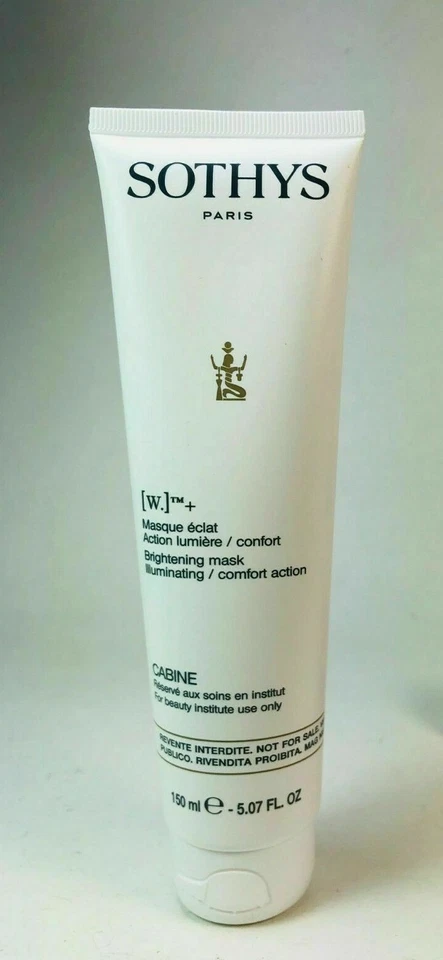 SOTHYS
PARIS
[W.]™+
Masque éclat
Action lumière / confort
Brightening mask
Illuminating / comfort action
CABINE
Réservé aux soins en institut
For beauty institute use only
REVENTE INTERDITE. NOT FOR SALE.
PUBLICO. RIVENDITA PROIBITA. MAG
150 ml ℮ - 5.07 FL. OZ